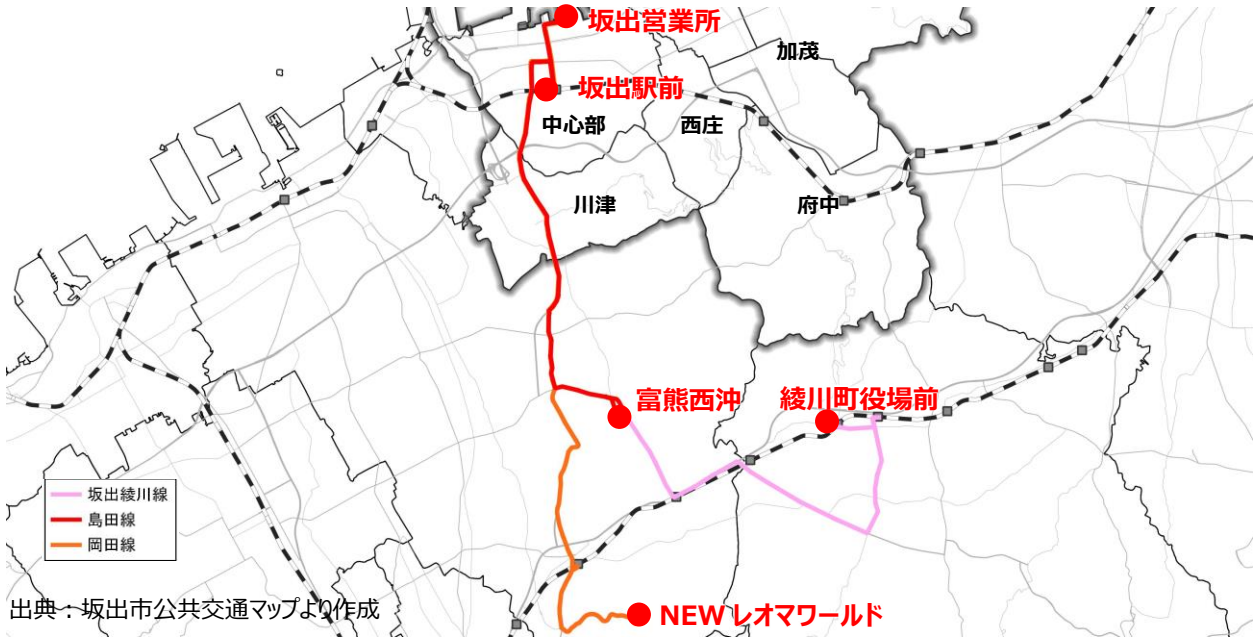 坂出営業所
加茂
坂出駅前
中心部
西庄
川津
府中
富熊西沖
綾川町役場前
坂出綾川線
島田線
岡田線
出典：坂出市公共交通マップより作成
NEWレオマワールド